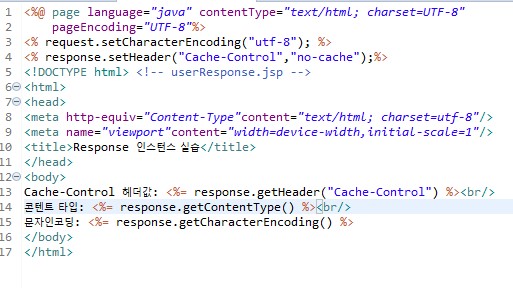 1 <%@ page language="java" contentType="text/html; charset=UTF-8"
2 pageEncoding="UTF-8"%>
3 <% request.setCharacterEncoding("utf-8"); %>
4 <% response.setHeader("Cache-Control","no-cache");%>
5 <!DOCTYPE html> <!-- userResponse.jsp -->
6 <html>
7 <head>
8 <meta http-equiv="Content-Type"content="text/html; charset=utf-8"/>
9 <meta name="viewport"content="width=device-width,initial-scale=1"/>
10 <title>Response 인스턴스 실습</title>
11 </head>
12 <body>
13 Cache-Control 헤더값: <%= response.getHeader("Cache-Control") %><br/>
14 콘텐트 타입: <%= response.getContentType() %><br/>
15 문자인코딩: <%= response.getCharacterEncoding() %>
16 </body>
17 </html>